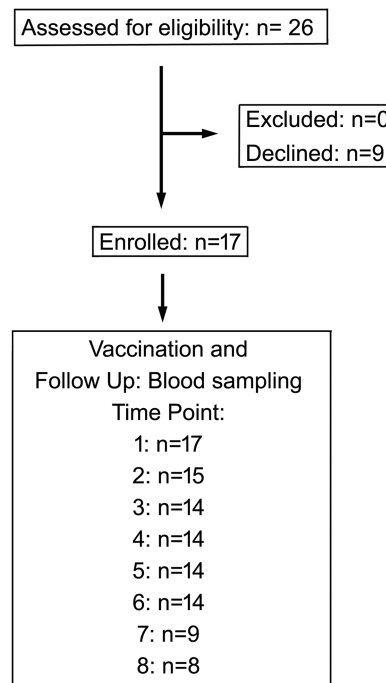 Assessed for eligibility: n= 26
Excluded: n=0
Declined: n=9
Enrolled: n=17
Vaccination and
Follow Up: Blood sampling
Time Point:
1: n=17
2: n=15
3: n=14
4: n=14
5: n=14
6: n=14
7: n=9
8: n=8